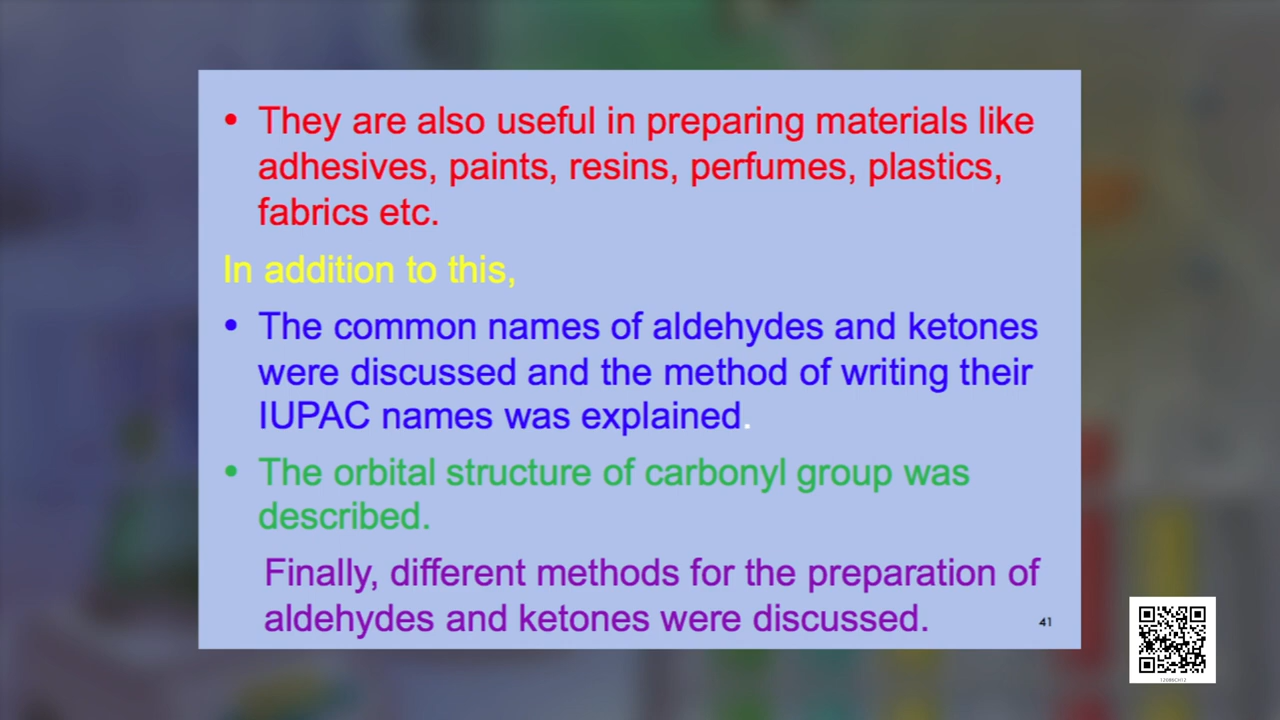 • They are also useful in preparing materials like
adhesives, paints, resins, perfumes, plastics,
fabrics etc.
In addition to this,
• The common names of aldehydes and ketones
were discussed and the method of writing their
IUPAC names was explained.
• The orbital structure of carbonyl group was
described.
Finally, different methods for the preparation of
aldehydes and ketones were discussed.
41